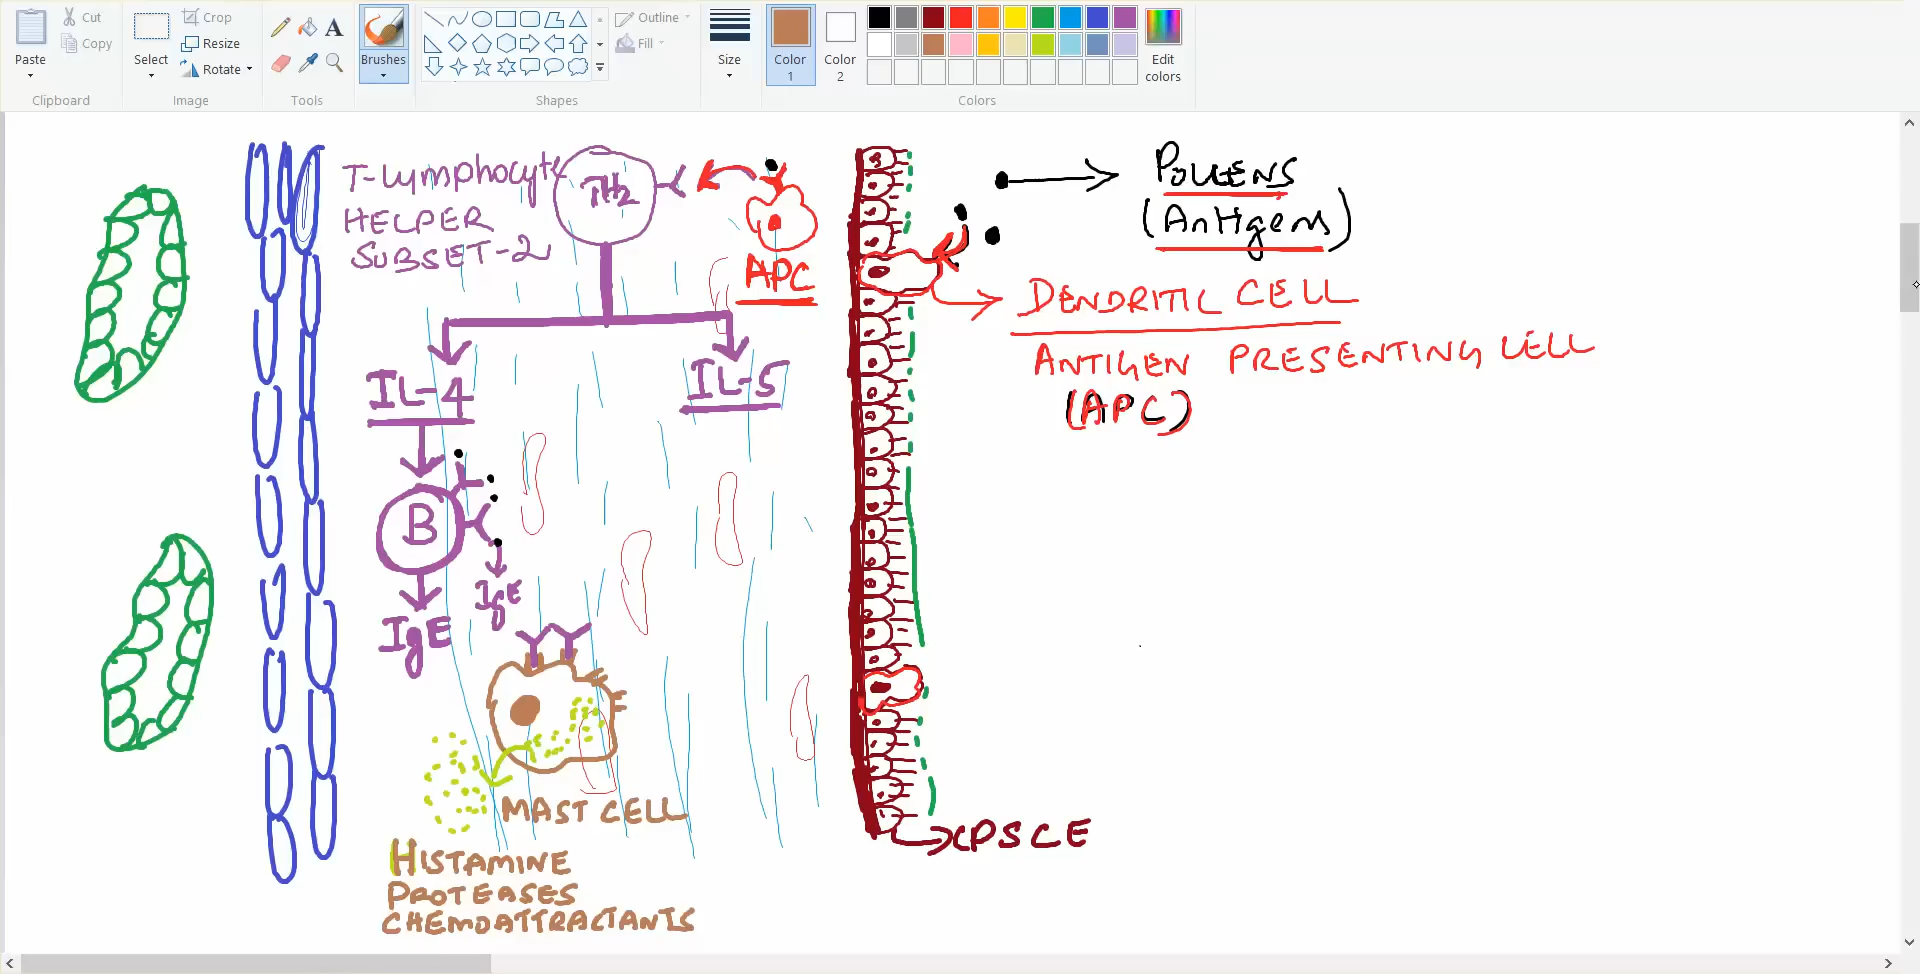 Paste
Cut
Copy
Clipboard
Select
Crop
Resize
Rotate
Image
A
Tools
Brushes
Outline
Fill
Shapes
Size
Color 1
Color 2
Edit colors
Colors
T-Lymphocyte
HELPER
SUBSET-2
TH2
APC
IL-4
IL-5
B
IgE
IgE
MAST CELL
HISTAMINE
PROTEASES
CHEMOATTRACTANTS
POLLENS
(Antigens)
DENDRITIC CELL
ANTIGEN PRESENTING CELL
(APC)
PSCE